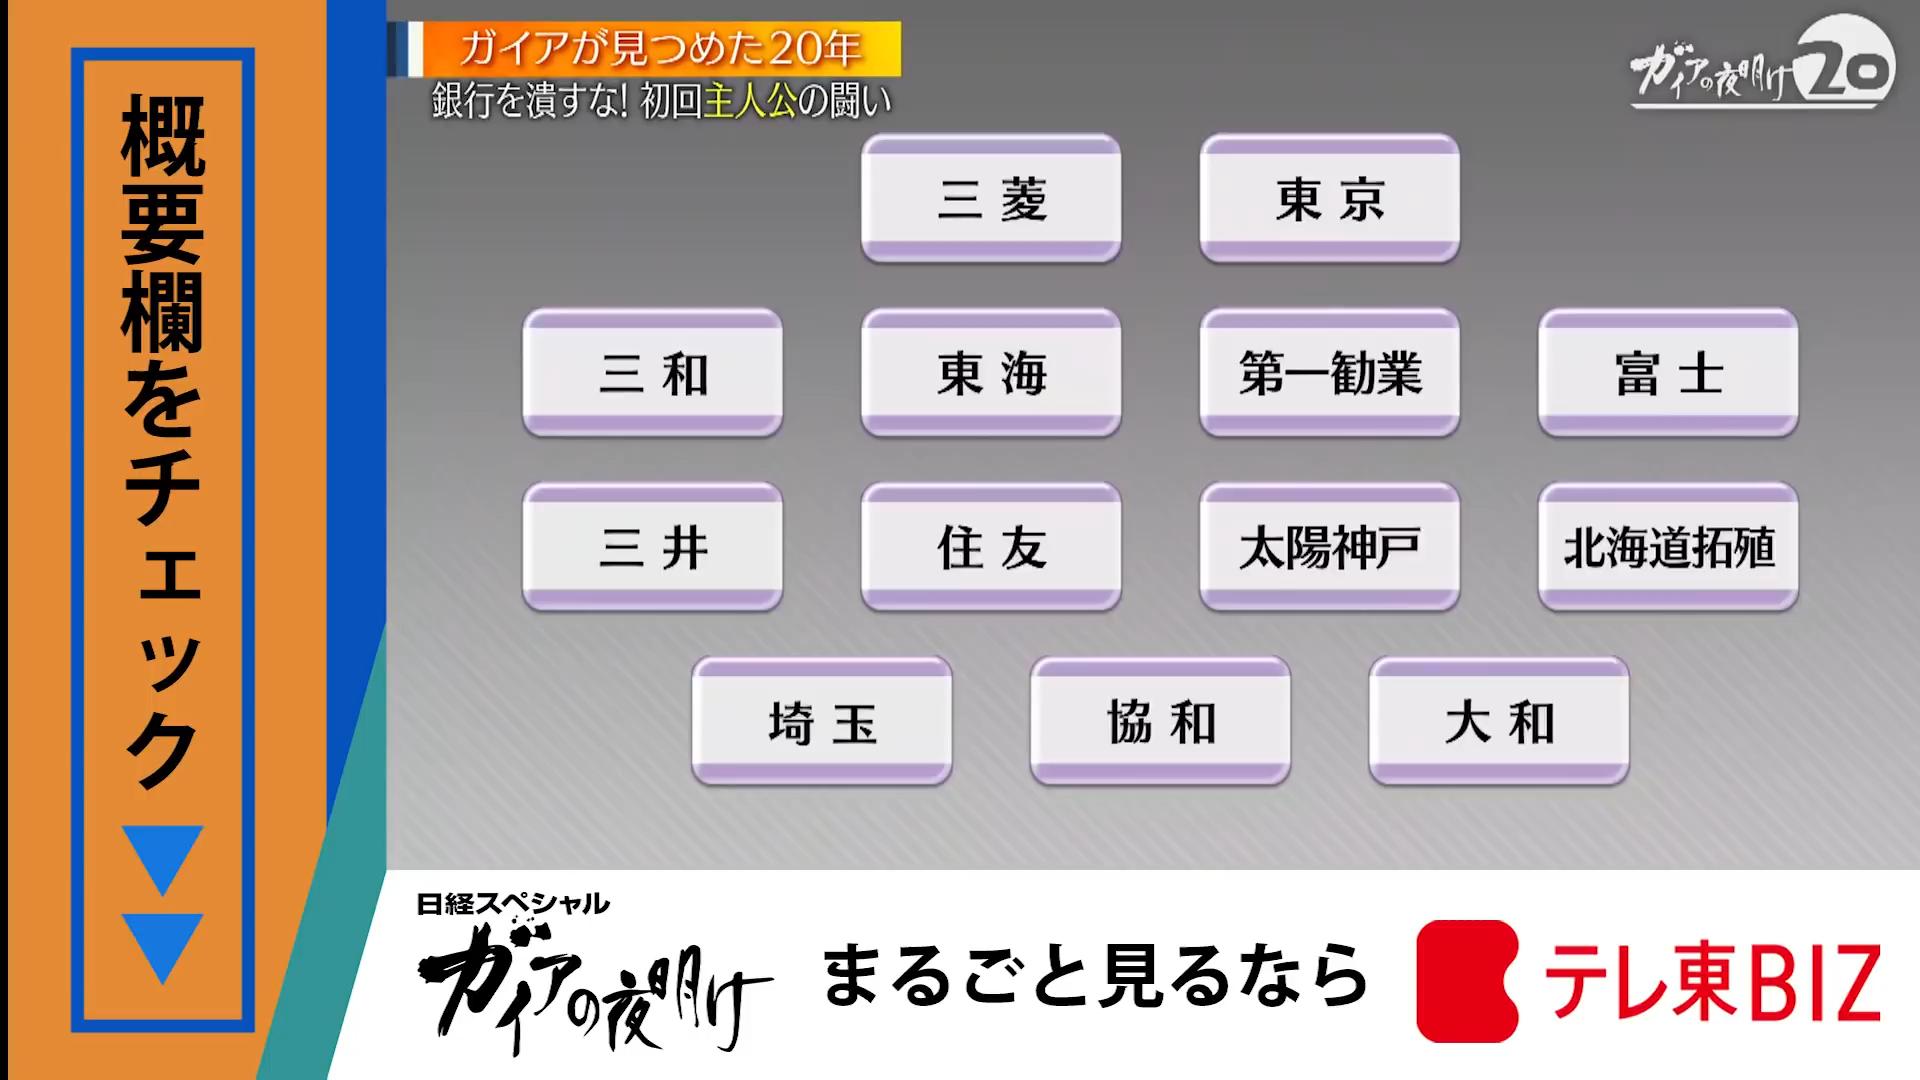 概要欄をチェック
ガイアが見つめた20年
銀行を潰すな! 初回主人公の闘い
ガイアの夜明け 20
三菱 東京
三和 東海 第一勧業 富士
三井 住友 太陽神戸 北海道拓殖
埼玉 協和 大和
日経スペシャル
ガイアの夜明け まるごと見るなら テレ東BIZ